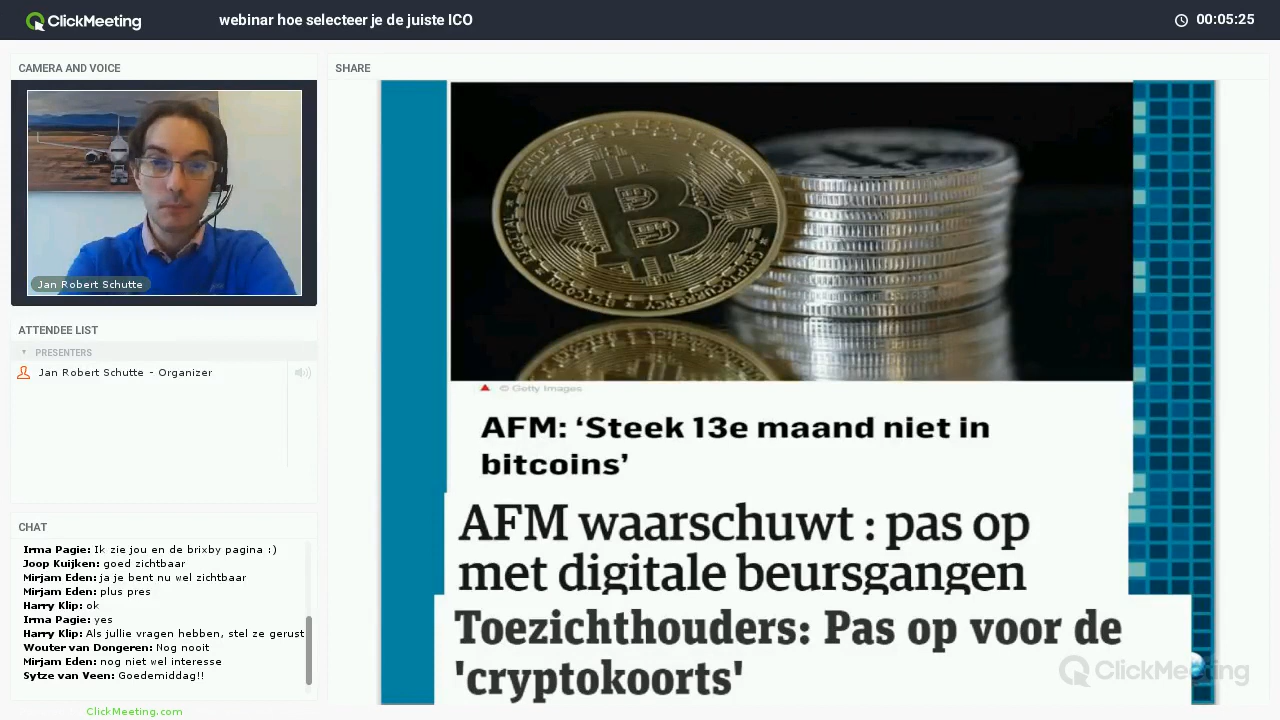 ClickMeeting
webinar hoe selecteer je de juiste ICO
00:05:25
CAMERA AND VOICE
Jan Robert Schutte
ATTENDEE LIST
PRESENTERS
Jan Robert Schutte - Organizer
CHAT
Irma Pagie: Ik zie jou en de brixby pagina :)
Joop Kuijken: goed zichtbaar
Mirjam Eden: ja je bent nu wel zichtbaar
Mirjam Eden: plus pres
Harry Klip: ok
Irma Pagie: yes
Harry Klip: Als jullie vragen hebben, stel ze gerust
Wouter van Dongeren: Nog nooit
Mirjam Eden: nog niet wel interesse
Sytze van Veen: Goedemiddag!!
ClickMeeting.com
SHARE
© Getty Images
AFM: ‘Steek 13e maand niet in
bitcoins’
AFM waarschuwt : pas op
met digitale beursgangen
Toezichthouders: Pas op voor de
'cryptokoorts'
ClickMeeting